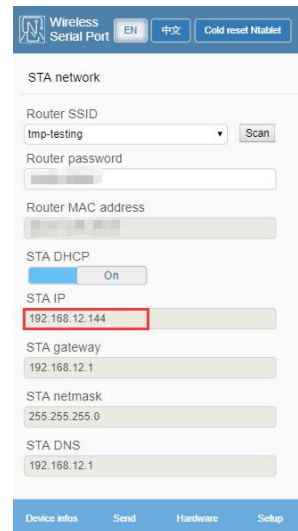 Wireless
Serial Port
EN
中文
Cold reset Ntablet
STA network
Router SSID
tmp-testing
Scan
Router password
Router MAC address
STA DHCP
On
STA IP
192.168.12.144
STA gateway
192.168.12.1
STA netmask
255.255.255.0
STA DNS
192.168.12.1
Device infos Send Hardware Setup